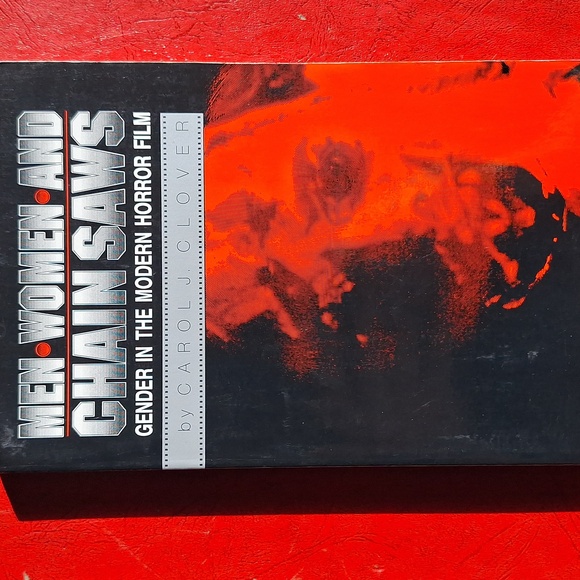 MEN•WOMEN•AND
CHAIN SAWS
GENDER IN THE MODERN HORROR FILM
by CAROL J. CLOVER